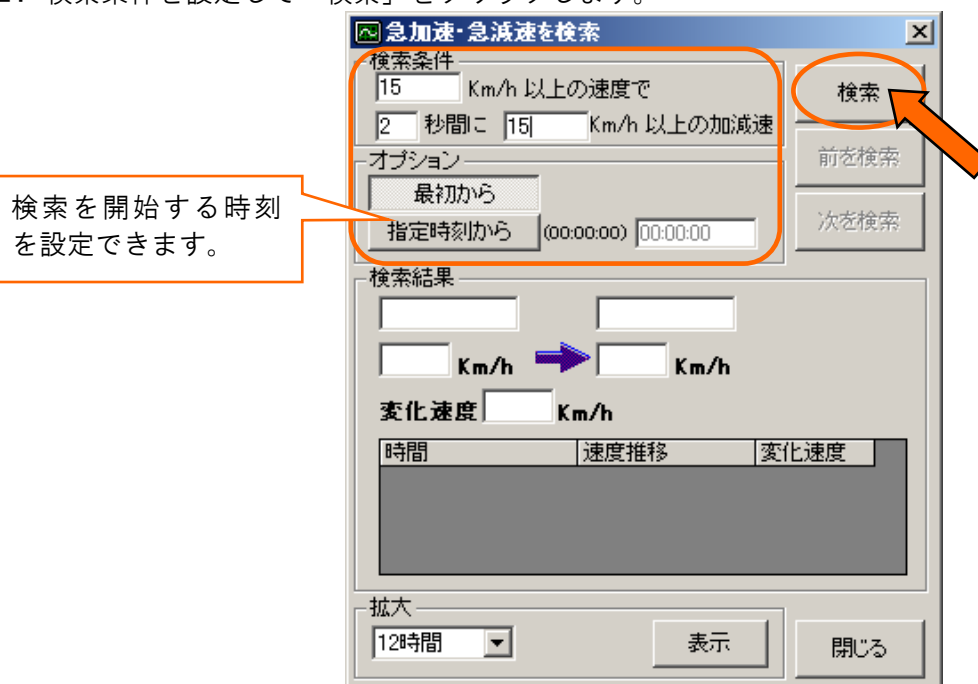 2. 検索条件を設定して「検索」をクリックします。
急加速・急減速を検索
検索条件
15 Km/h 以上の速度で
2 秒間に 15 Km/h 以上の加減速
検索
前を検索
次を検索
オプション
最初から
指定時刻から (00:00:00) 00:00:00
検索を開始する時刻
を設定できます。
検索結果
Km/h Km/h
変化速度 Km/h
時間 速度推移 変化速度
拡大
12時間 表示 閉じる